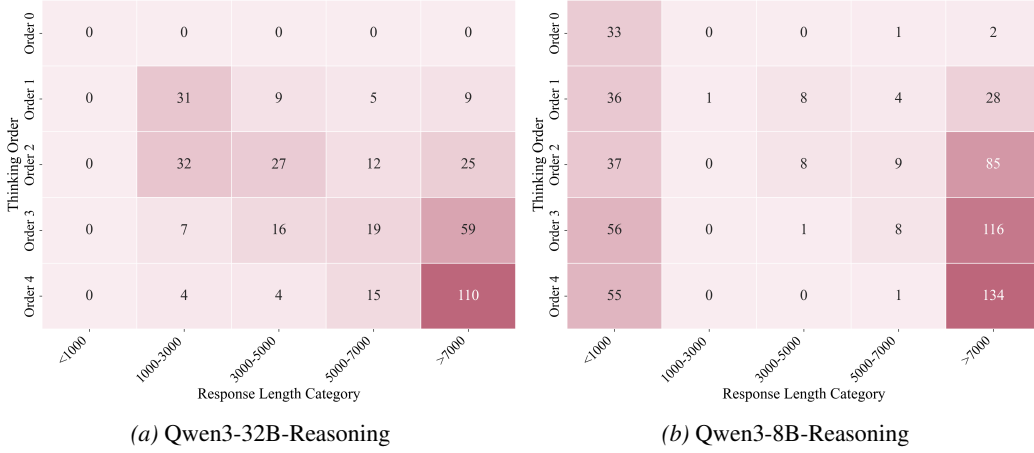 Thinking Order
Order 0
0 0 0 0 0
Order 1
0 31 9 5 9
Order 2
0 32 27 12 25
Order 3
0 7 16 19 59
Order 4
0 4 4 15 110
<1000 1000-3000 3000-5000 5000-7000 >7000
Response Length Category
(a) Qwen3-32B-Reasoning
Thinking Order
Order 0
33 0 0 1 2
Order 1
36 1 8 4 28
Order 2
37 0 8 9 85
Order 3
56 0 1 8 116
Order 4
55 0 0 1 134
<1000 1000-3000 3000-5000 5000-7000 >7000
Response Length Category
(b) Qwen3-8B-Reasoning